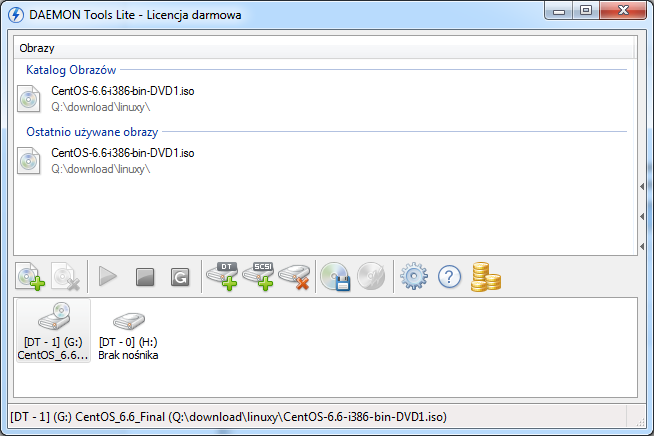 DAEMON Tools Lite - Licencja darmowa
Obrazy
Katalog Obrazów
CentOS-6.6-i386-bin-DVD1.iso
Q:\download\linuxy\
Ostatnio używane obrazy
CentOS-6.6-i386-bin-DVD1.iso
Q:\download\linuxy\
G DT SCSI ?
[DT - 1] (G:) [DT - 0] (H:)
CentOS_6.6... Brak nośnika
[DT - 1] (G:) CentOS_6.6_Final (Q:\download\linuxy\CentOS-6.6-i386-bin-DVD1.iso)